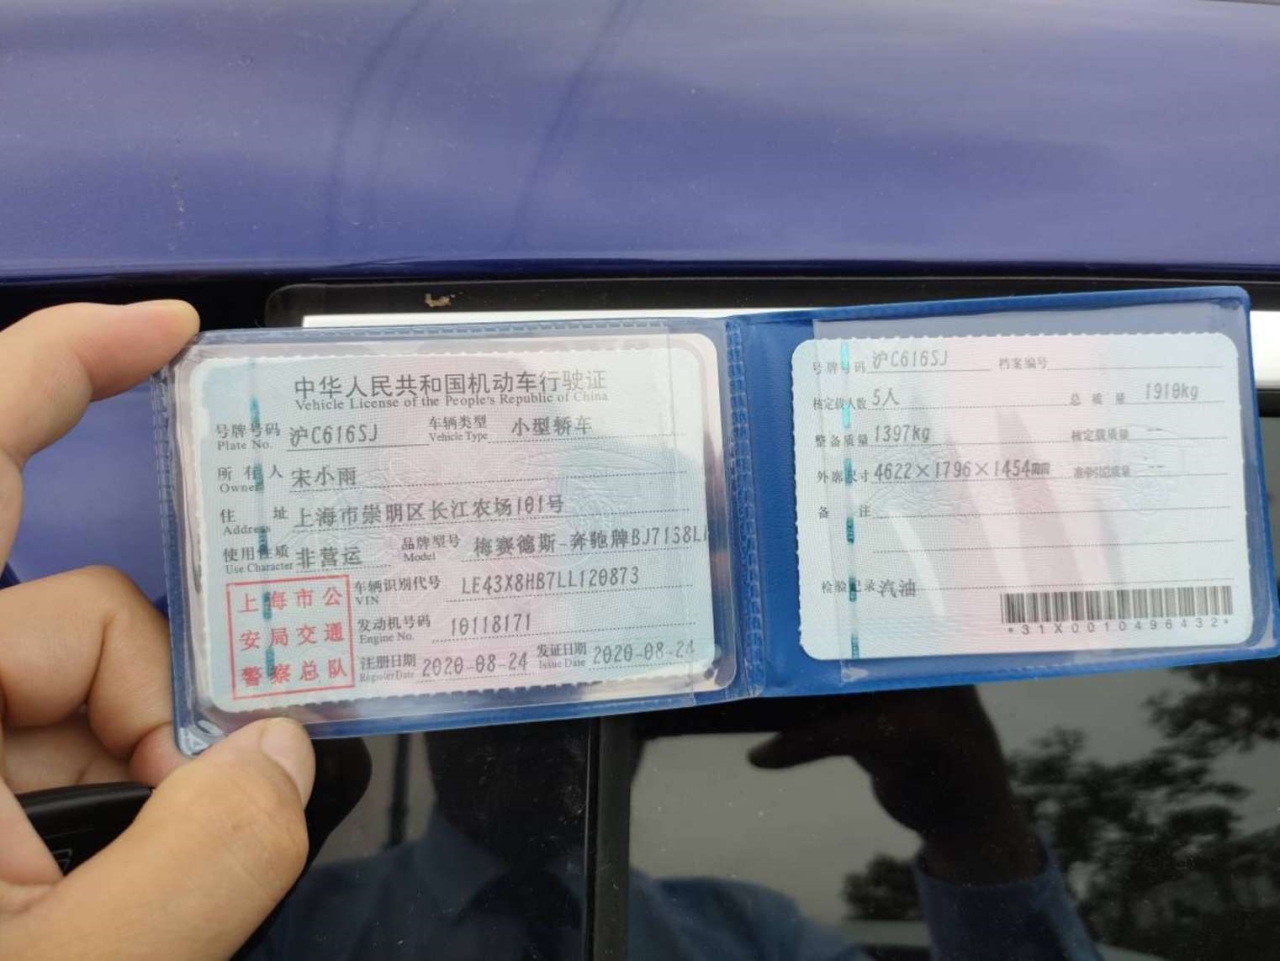 中华人民共和国机动车行驶证
Vehicle License of the People's Republic of China
号牌号码 沪C616SJ 车辆类型 小型轿车
Plate No. Vehicle Type
所有人 宋小雨
Owner
住址 上海市崇明区长江农场101号
Address
使用性质 非营运 品牌型号 梅赛德斯-奔驰牌BJ7138L
Use Character Model
上海市公
安局交通
警察总队
车辆识别代号 LE43X8HB7LL120873
VIN
发动机号码 10118171
Engine No.
注册日期 2020-08-24 发证日期 2020-08-24
Register Date Issue Date
号牌号码 沪C616SJ 档案编号
核定载人数 5人 总质量 1910kg
整备质量 1397kg 核定载质量 --
外廓尺寸 4622×1796×1454mm 准牵引总质量 --
备注
检验记录 汽油
*31X0010496432*